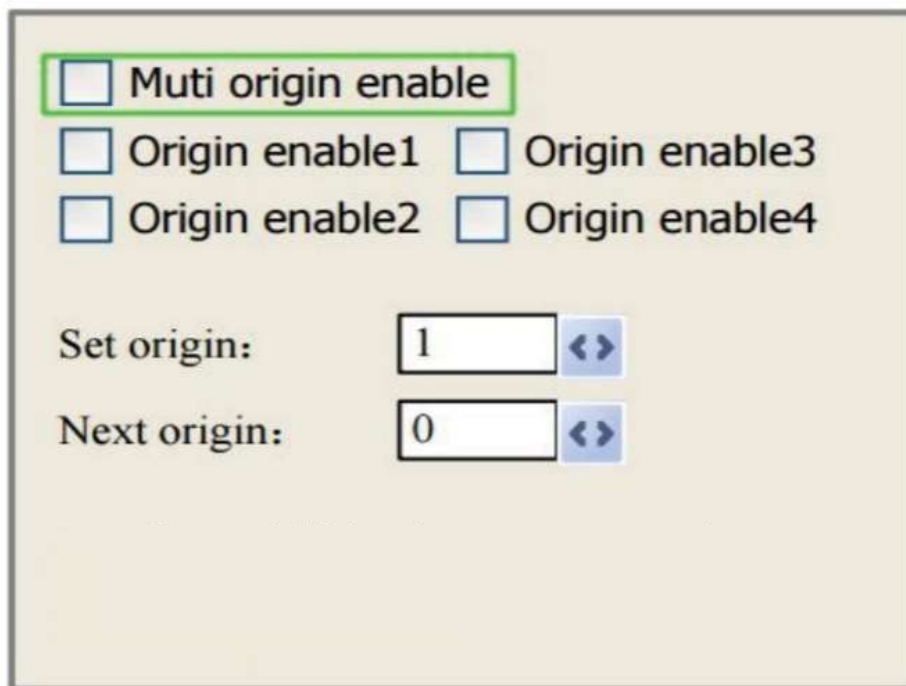 Muti origin enable
Origin enable1 Origin enable3
Origin enable2 Origin enable4
Set origin： 1
Next origin： 0